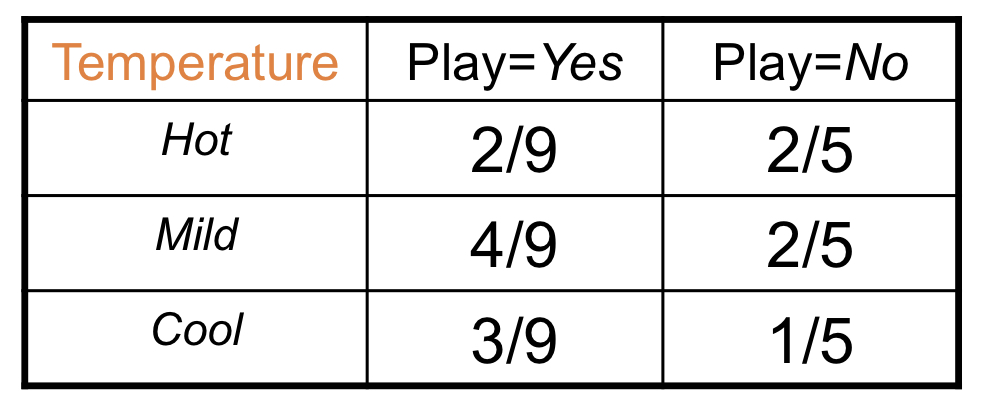 Temperature Play=Yes Play=No
Hot 2/9 2/5
Mild 4/9 2/5
Cool 3/9 1/5